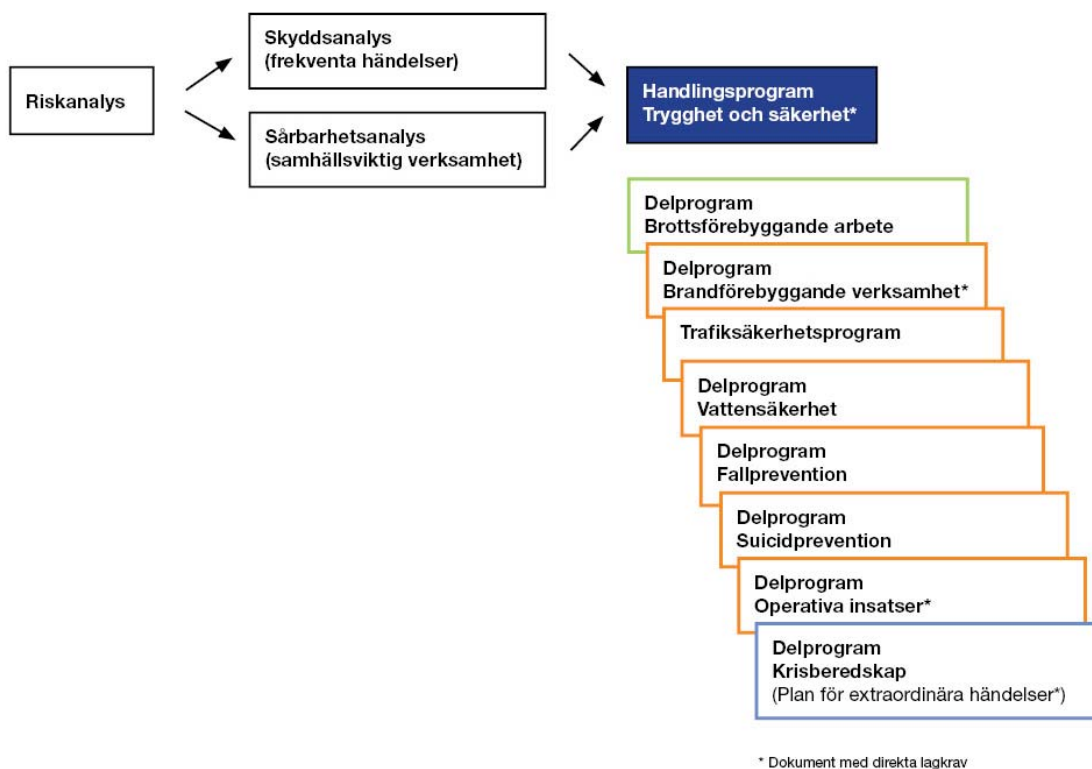 Riskanalys
Skyddsanalys
(frekventa händelser)
Sårbarhetsanalys
(samhällsviktig verksamhet)
Handlingsprogram
Trygghet och säkerhet*
Delprogram
Brottsförebyggande arbete
Delprogram
Brandförebyggande verksamhet*
Trafiksäkerhetsprogram
Delprogram
Vattensäkerhet
Delprogram
Fallprevention
Delprogram
Suicidprevention
Delprogram
Operativa insatser*
Delprogram
Krisberedskap
(Plan för extraordinära händelser*)
* Dokument med direkta lagkrav